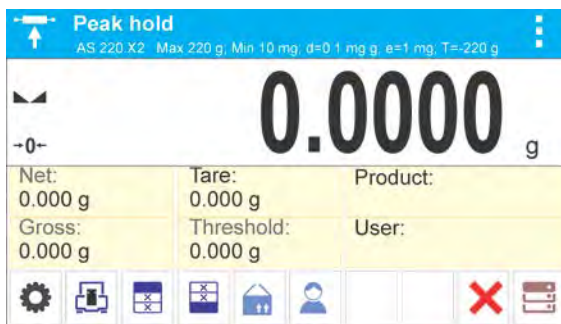 Peak hold
AS 220 X2 Max 220 g; Min 10 mg; d=0.1 mg g; e=1 mg; T=-220 g
0.0000 g
→0←
Net:
0.000 g
Tare:
0.000 g
Product:
Gross:
0.000 g
Threshold:
0.000 g
User: